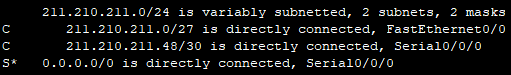 211.210.211.0/24 is variably subnetted, 2 subnets, 2 masks
C 211.210.211.0/27 is directly connected, FastEthernet0/0
C 211.210.211.48/30 is directly connected, Serial0/0/0
S* 0.0.0.0/0 is directly connected, Serial0/0/0